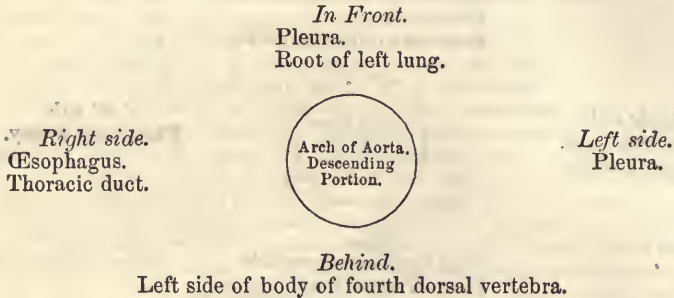 In Front.
Pleura.
Root of left lung.
Right side.
Œsophagus.
Thoracic duct.
Arch of Aorta.
Descending
Portion.
Left side.
Pleura.
Behind.
Left side of body of fourth dorsal vertebra.